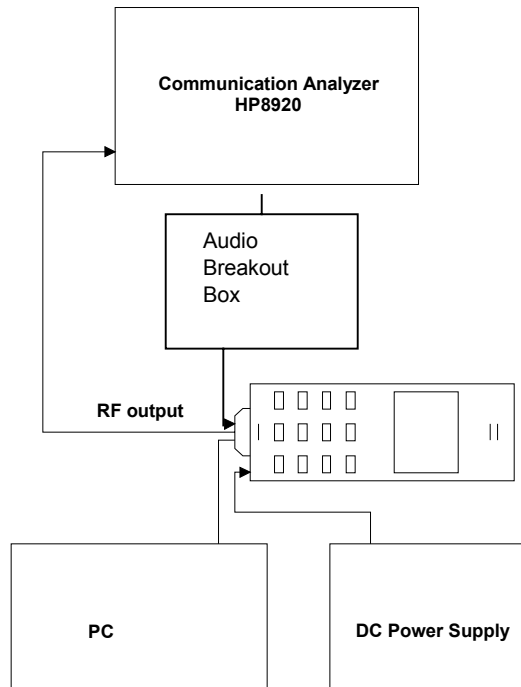 Communication Analyzer
HP8920
Audio
Breakout
Box
RF output
PC
DC Power Supply